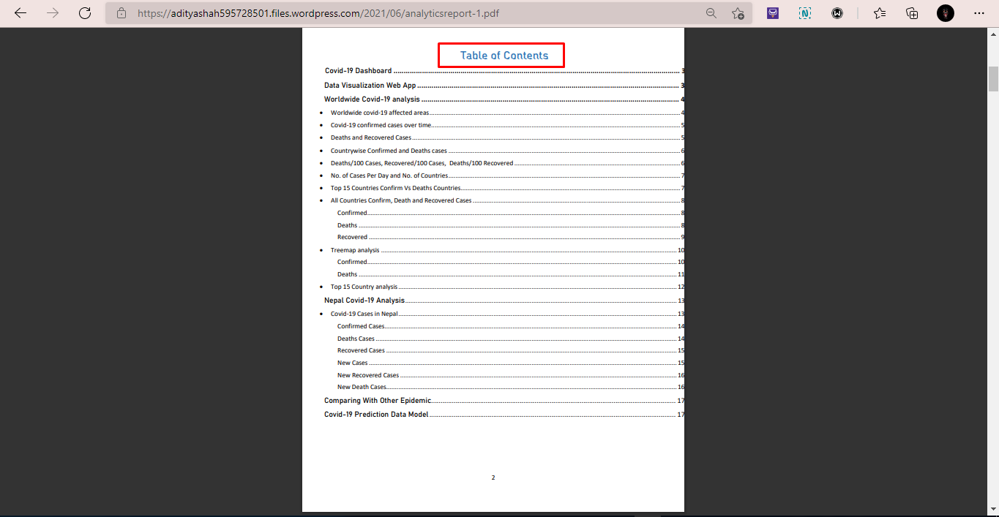 https://adityashah595728501.files.wordpress.com/2021/06/analyticsreport-1.pdf
Table of Contents
Covid-19 Dashboard ........ 3
Data Visualization Web App ........ 3
Worldwide Covid-19 analysis ........ 4
• Worldwide covid-19 affected areas ........ 4
• Covid-19 confirmed cases over time ........ 5
• Deaths and Recovered Cases ........ 5
• Countrywise Confirmed and Deaths cases ........ 6
• Deaths/100 Cases, Recovered/100 Cases, Deaths/100 Recovered ........ 6
• No. of Cases Per Day and No. of Countries ........ 7
• Top 15 Countries Confirm Vs Deaths Countries ........ 7
• All Countries Confirm, Death and Recovered Cases ........ 8
Confirmed ........ 8
Deaths ........ 8
Recovered ........ 9
• Treemap analysis ........ 10
Confirmed ........ 10
Deaths ........ 11
• Top 15 Country analysis ........ 12
Nepal Covid-19 Analysis ........ 13
• Covid-19 Cases in Nepal ........ 13
Confirmed Cases ........ 14
Deaths Cases ........ 14
Recovered Cases ........ 15
New Cases ........ 15
New Recovered Cases ........ 16
New Death Cases ........ 16
Comparing With Other Epidemic ........ 17
Covid-19 Prediction Data Model ........ 17
2